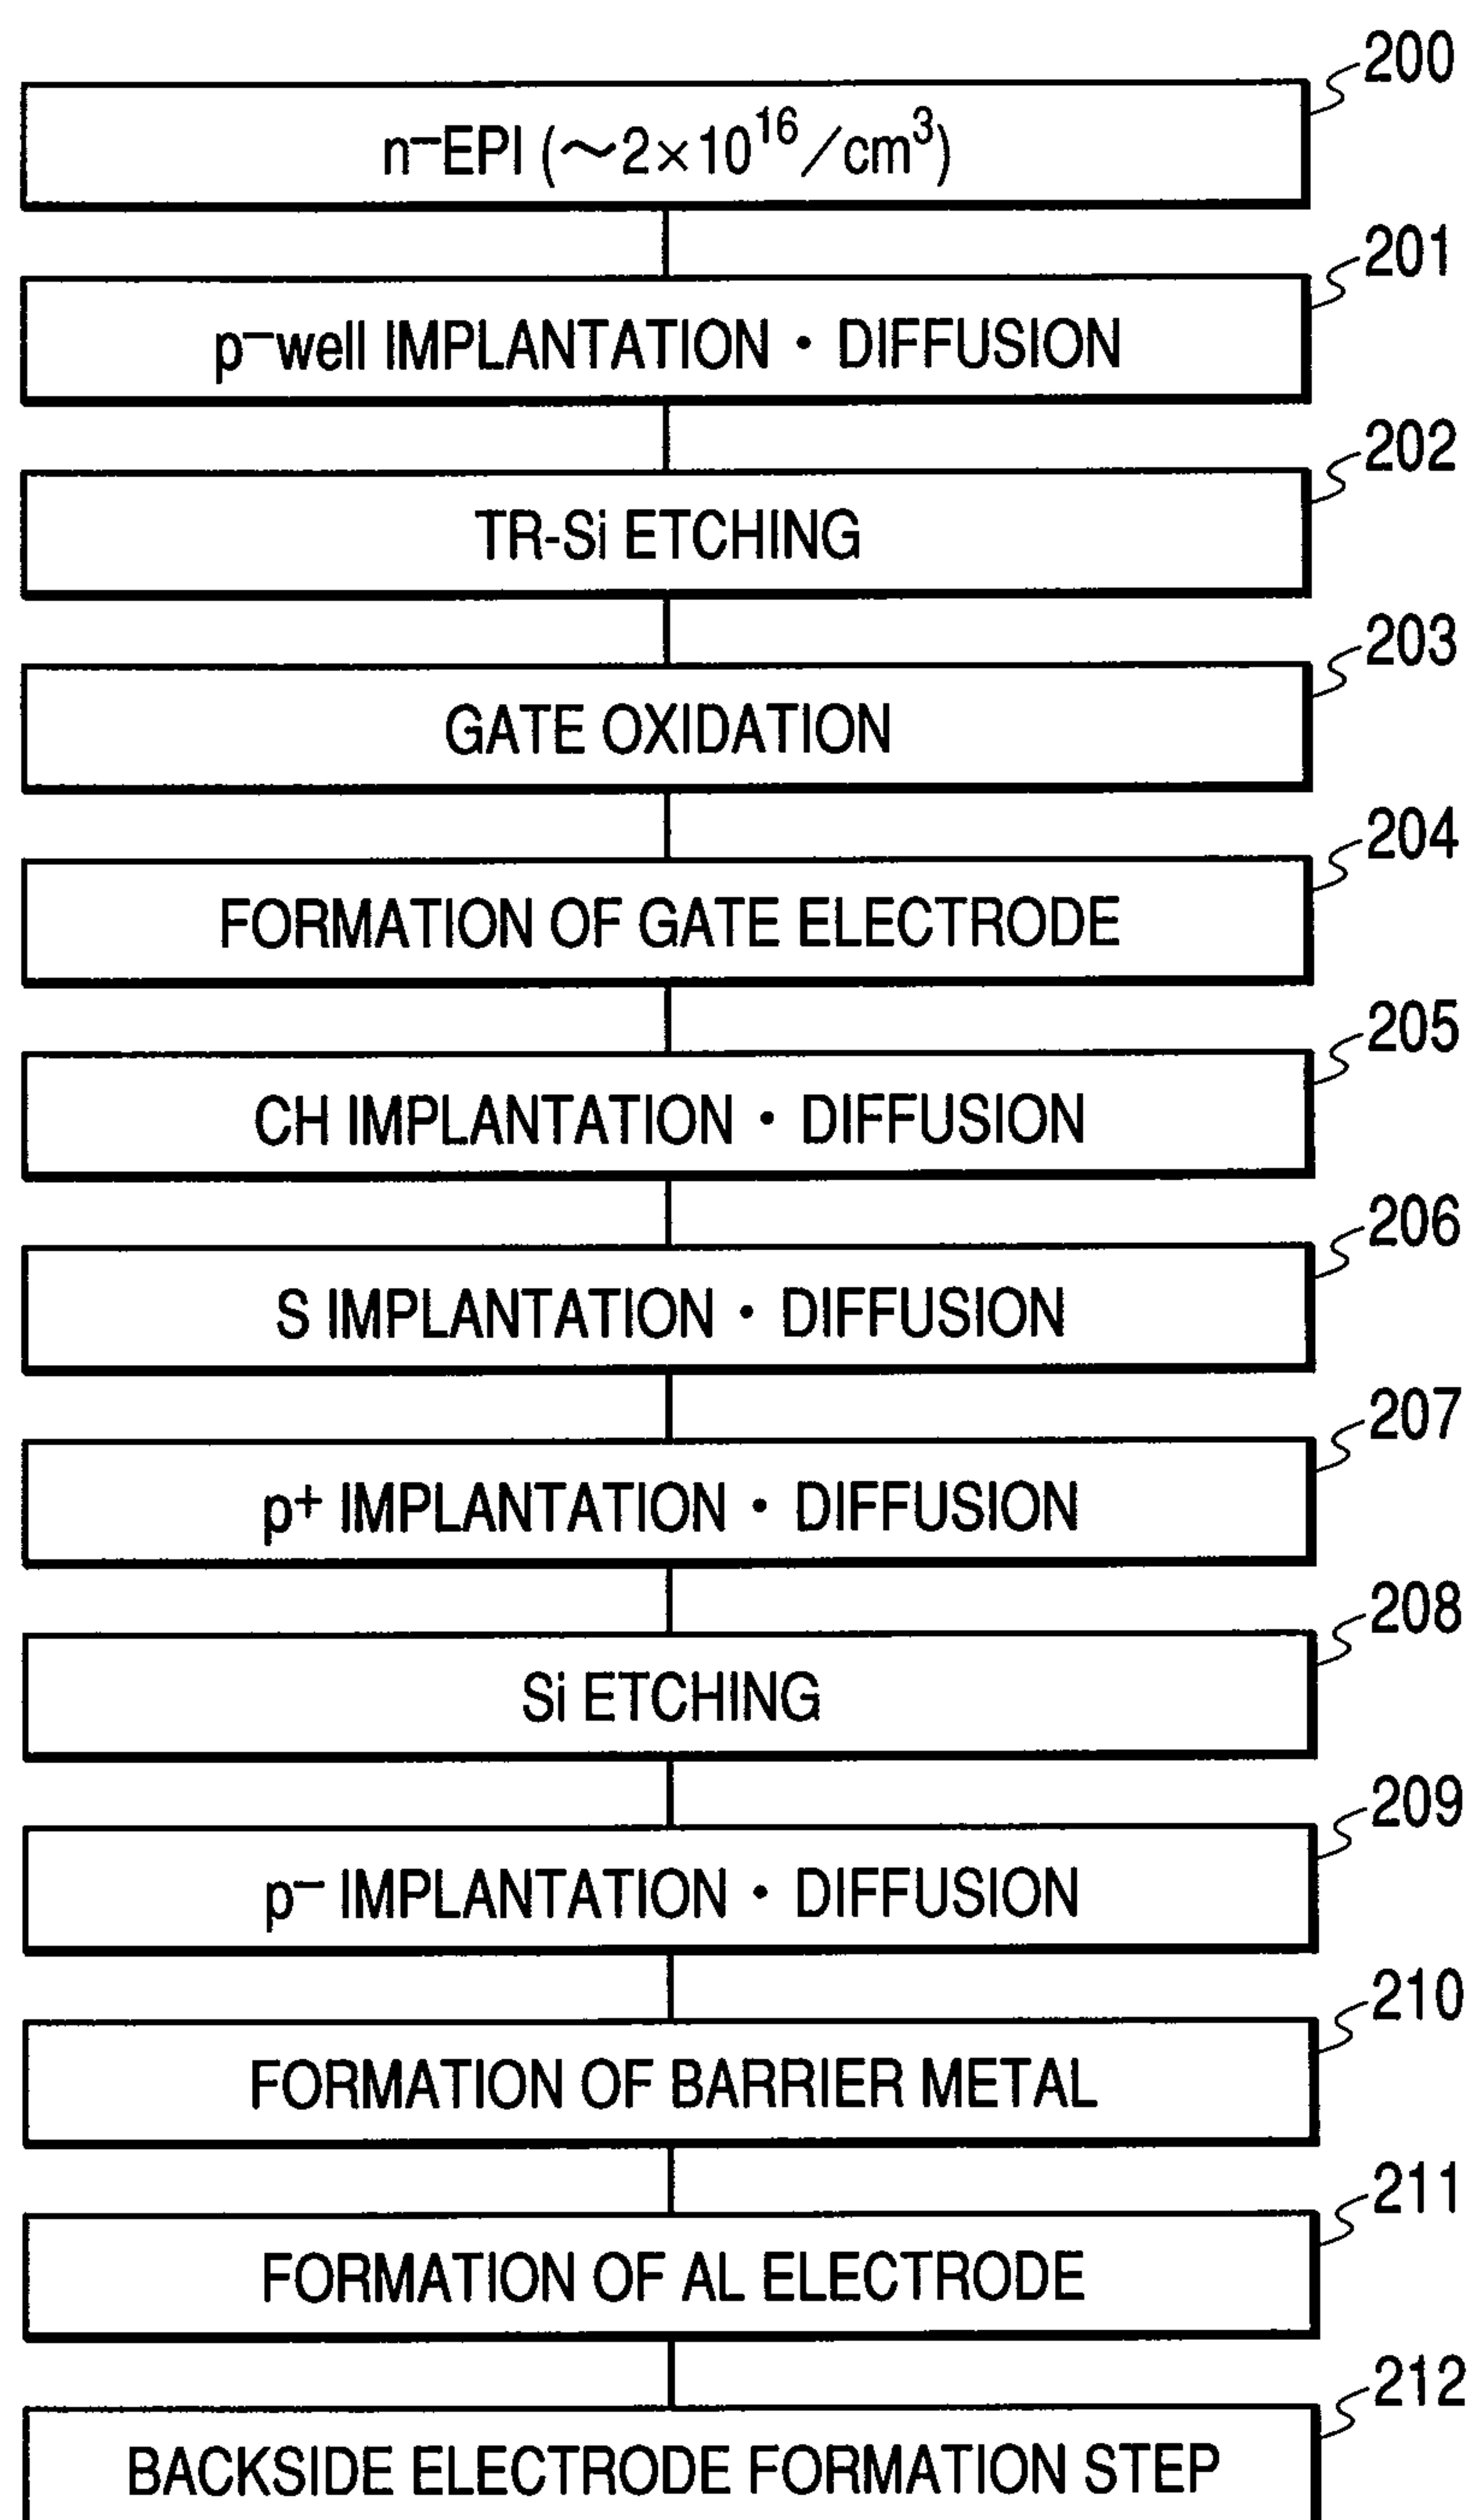 200
n⁻EPI (～2×10¹⁶/cm³)
201
p⁻well IMPLANTATION・DIFFUSION
202
TR-Si ETCHING
203
GATE OXIDATION
204
FORMATION OF GATE ELECTRODE
205
CH IMPLANTATION・DIFFUSION
206
S IMPLANTATION・DIFFUSION
207
p⁺ IMPLANTATION・DIFFUSION
208
Si ETCHING
209
p⁻ IMPLANTATION・DIFFUSION
210
FORMATION OF BARRIER METAL
211
FORMATION OF AL ELECTRODE
212
BACKSIDE ELECTRODE FORMATION STEP